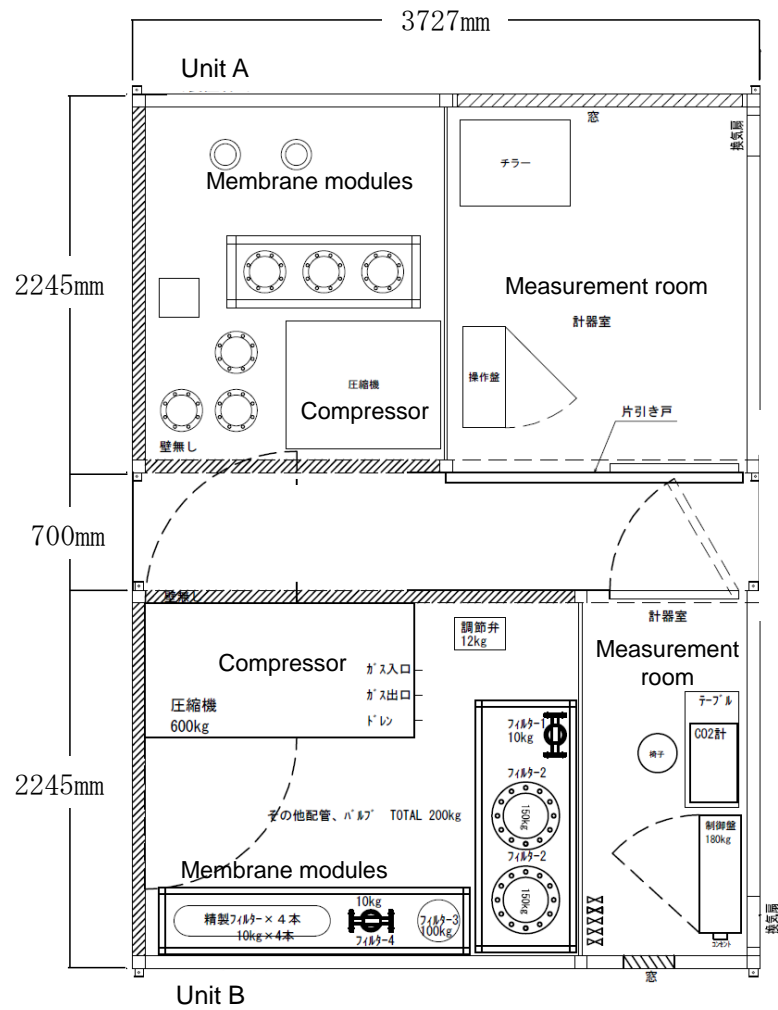 3727mm
Unit A
窓
換気扇
チラー
Membrane modules
2245mm
Measurement room
計器室
操作盤
圧縮機
Compressor
片引き戸
壁無し
700mm
壁無し
計器室
調節弁
12kg
Measurement
room
Compressor
ｶﾞｽ入口
ｶﾞｽ出口
ﾄﾞﾚﾝ
圧縮機
600kg
ﾃｰﾌﾞﾙ
CO2計
椅子
ﾌｨﾙﾀｰ1
10kg
ﾌｨﾙﾀｰ2
150kg
2245mm
その他配管、ﾊﾞﾙﾌﾞ TOTAL 200kg
制御盤
180kg
ﾌｨﾙﾀｰ2
150kg
Membrane modules
精製ﾌｨﾙﾀｰ×４本
10kg×4本
10kg
ﾌｨﾙﾀｰ4
ﾌｨﾙﾀｰ3
100kg
ｺﾝｾﾝﾄ
換気扇
窓
Unit B